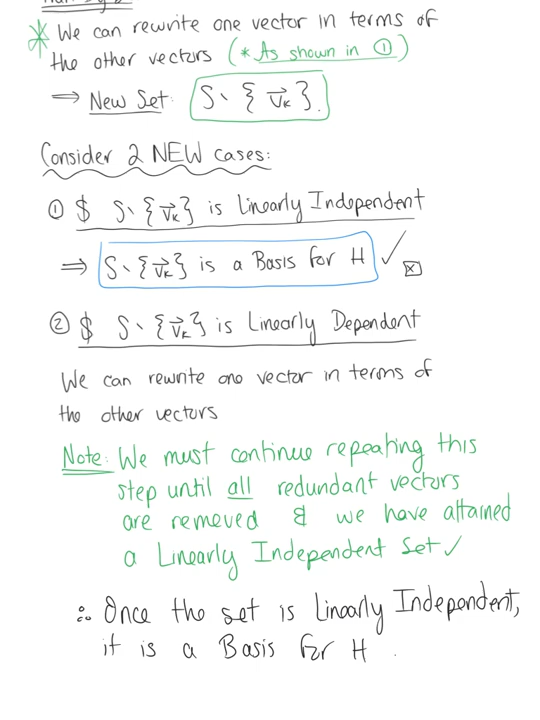 * We can rewrite one vector in terms of
the other vectors (* As shown in ①)
⇒ New Set: S \ { v⃗k }.
Consider 2 NEW cases:
① $ S \ { v⃗k } is Linearly Independent
⇒ S \ { v⃗k } is a Basis for H ✓
② $ S \ { v⃗k } is Linearly Dependent
We can rewrite one vector in terms of
the other vectors
Note: We must continue repeating this
step until all redundant vectors
are removed & we have attained
a Linearly Independent Set ✓
∴ Once the set is Linearly Independent,
it is a Basis for H.